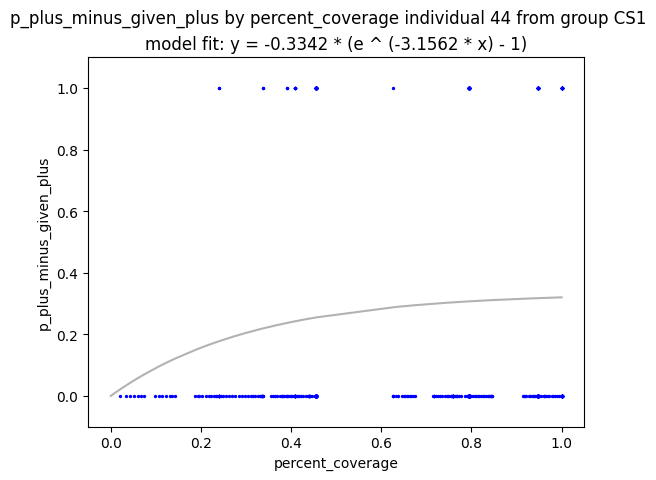 p_plus_minus_given_plus by percent_coverage individual 44 from group CS1
model fit: y = -0.3342 * (e ^ (-3.1562 * x) - 1)
1.0
0.8
0.6
0.4
0.2
0.0
p_plus_minus_given_plus
0.0 0.2 0.4 0.6 0.8 1.0
percent_coverage